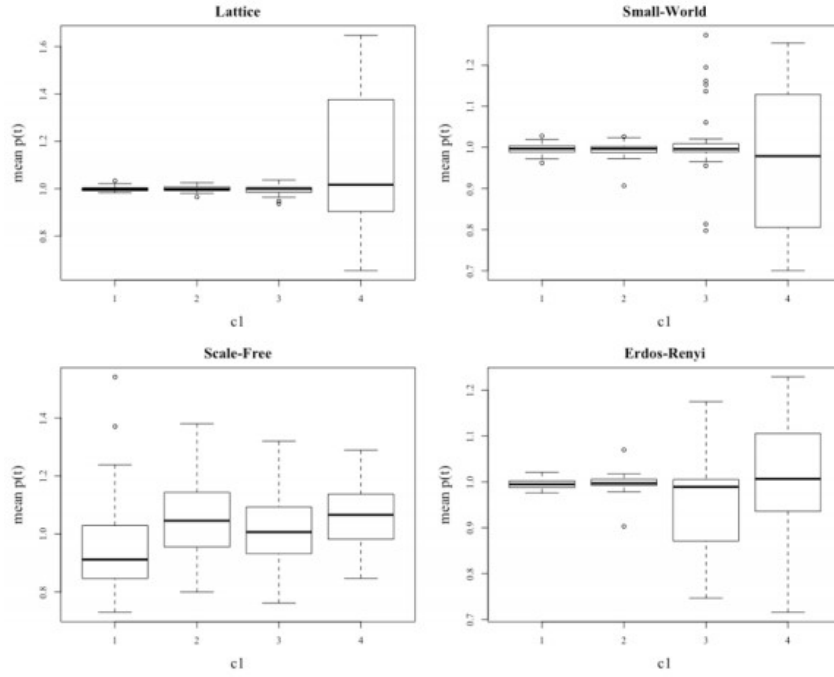 Lattice
mean p(t)
0.8 1.0 1.2 1.4 1.6
1 2 3 4
c1
Small-World
mean p(t)
0.7 0.8 0.9 1.0 1.1 1.2
1 2 3 4
c1
Scale-Free
mean p(t)
0.8 1.0 1.2 1.4
1 2 3 4
c1
Erdos-Renyi
mean p(t)
0.7 0.8 0.9 1.0 1.1 1.2
1 2 3 4
c1